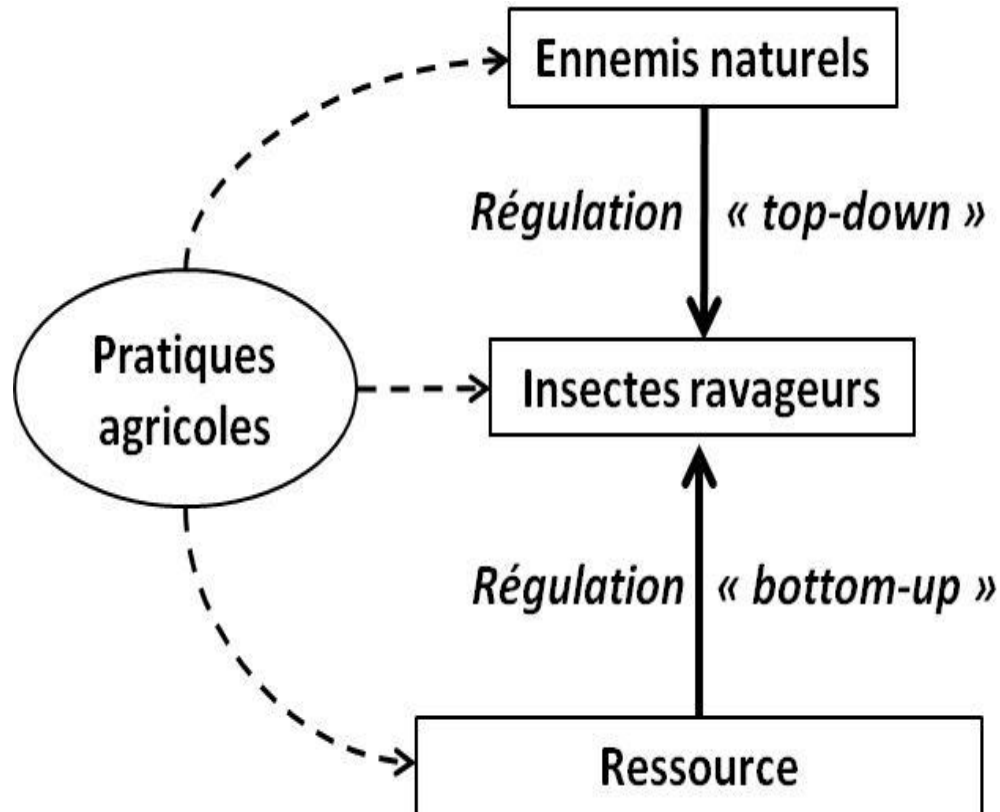 Ennemis naturels
Régulation « top-down »
Pratiques
agricoles
Insectes ravageurs
Régulation « bottom-up »
Ressource